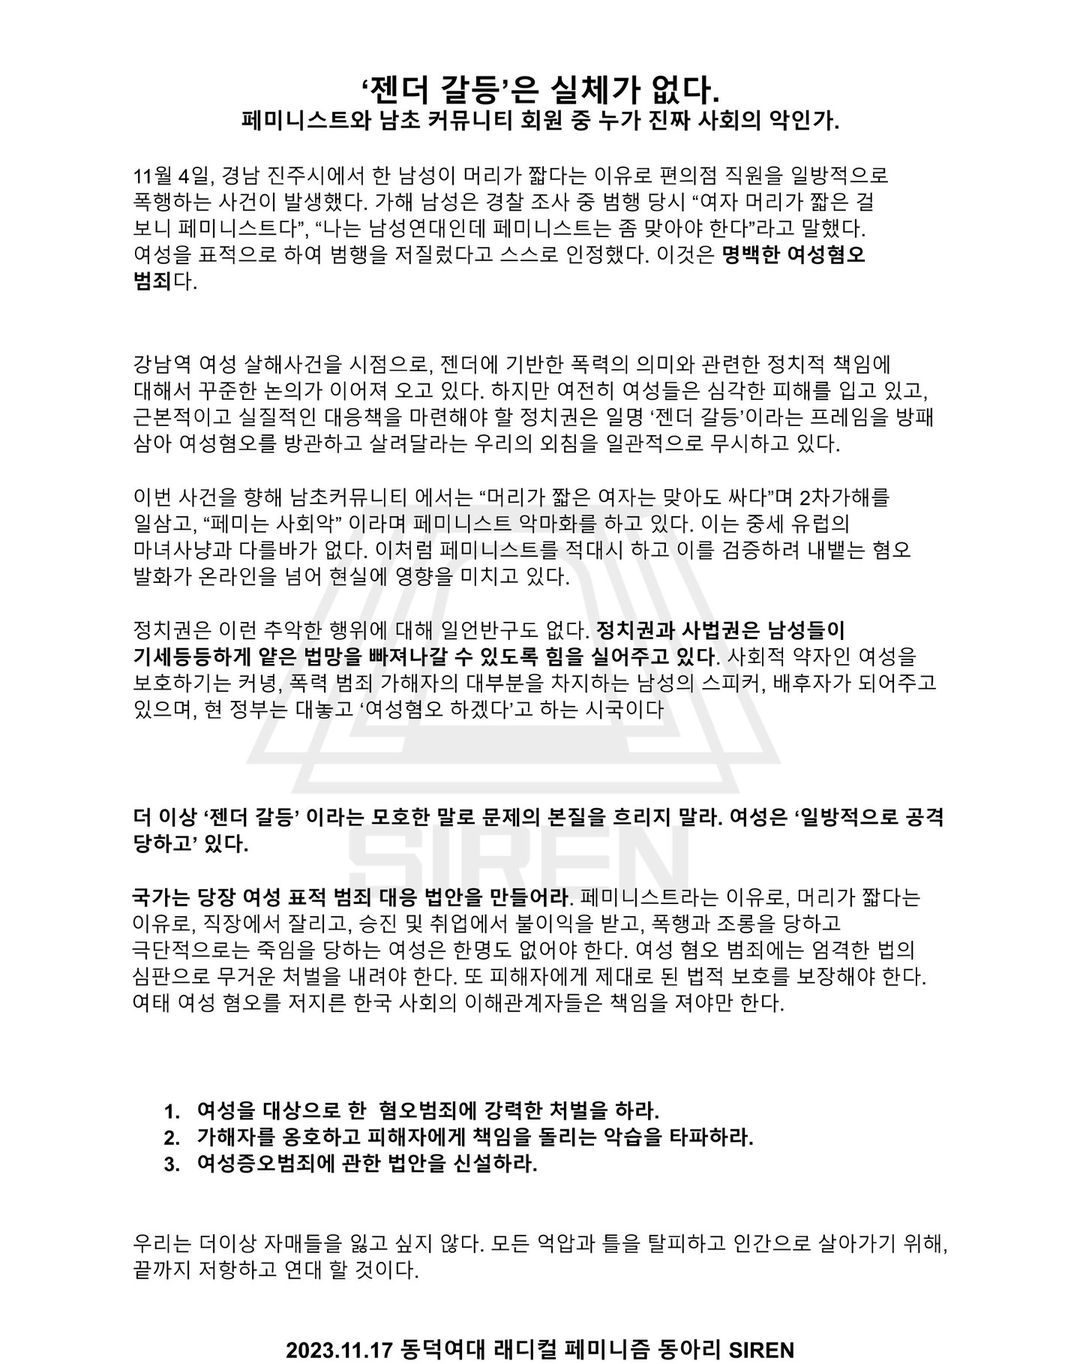 ‘젠더 갈등’은 실체가 없다.
페미니스트와 남초 커뮤니티 회원 중 누가 진짜 사회의 악인가.
11월 4일, 경남 진주시에서 한 남성이 머리가 짧다는 이유로 편의점 직원을 일방적으로
폭행하는 사건이 발생했다. 가해 남성은 경찰 조사 중 범행 당시 “여자 머리가 짧은 걸
보니 페미니스트다”, “나는 남성연대인데 페미니스트는 좀 맞아야 한다”라고 말했다.
여성을 표적으로 하여 범행을 저질렀다고 스스로 인정했다. 이것은 명백한 여성혐오
범죄다.
강남역 여성 살해사건을 시점으로, 젠더에 기반한 폭력의 의미와 관련한 정치적 책임에
대해서 꾸준한 논의가 이어져 오고 있다. 하지만 여전히 여성들은 심각한 피해를 입고 있고,
근본적이고 실질적인 대응책을 마련해야 할 정치권은 일명 ‘젠더 갈등’이라는 프레임을 방패
삼아 여성혐오를 방관하고 살려달라는 우리의 외침을 일관적으로 무시하고 있다.
이번 사건을 향해 남초커뮤니티 에서는 “머리가 짧은 여자는 맞아도 싸다”며 2차가해를
일삼고, “페미는 사회악” 이라며 페미니스트 악마화를 하고 있다. 이는 중세 유럽의
마녀사냥과 다를바가 없다. 이처럼 페미니스트를 적대시 하고 이를 검증하려 내뱉는 혐오
발화가 온라인을 넘어 현실에 영향을 미치고 있다.
정치권은 이런 추악한 행위에 대해 일언반구도 없다. 정치권과 사법권은 남성들이
기세등등하게 얕은 법망을 빠져나갈 수 있도록 힘을 실어주고 있다. 사회적 약자인 여성을
보호하기는 커녕, 폭력 범죄 가해자의 대부분을 차지하는 남성의 스피커, 배후자가 되어주고
있으며, 현 정부는 대놓고 ‘여성혐오 하겠다’고 하는 시국이다
더 이상 ‘젠더 갈등’ 이라는 모호한 말로 문제의 본질을 흐리지 말라. 여성은 ‘일방적으로 공격
당하고’ 있다.
SIREN
국가는 당장 여성 표적 범죄 대응 법안을 만들어라. 페미니스트라는 이유로, 머리가 짧다는
이유로, 직장에서 잘리고, 승진 및 취업에서 불이익을 받고, 폭행과 조롱을 당하고
극단적으로는 죽임을 당하는 여성은 한명도 없어야 한다. 여성 혐오 범죄에는 엄격한 법의
심판으로 무거운 처벌을 내려야 한다. 또 피해자에게 제대로 된 법적 보호를 보장해야 한다.
여태 여성 혐오를 저지른 한국 사회의 이해관계자들은 책임을 져야만 한다.
1. 여성을 대상으로 한 혐오범죄에 강력한 처벌을 하라.
2. 가해자를 옹호하고 피해자에게 책임을 돌리는 악습을 타파하라.
3. 여성증오범죄에 관한 법안을 신설하라.
우리는 더이상 자매들을 잃고 싶지 않다. 모든 억압과 틀을 탈피하고 인간으로 살아가기 위해,
끝까지 저항하고 연대 할 것이다.
2023.11.17 동덕여대 래디컬 페미니즘 동아리 SIREN